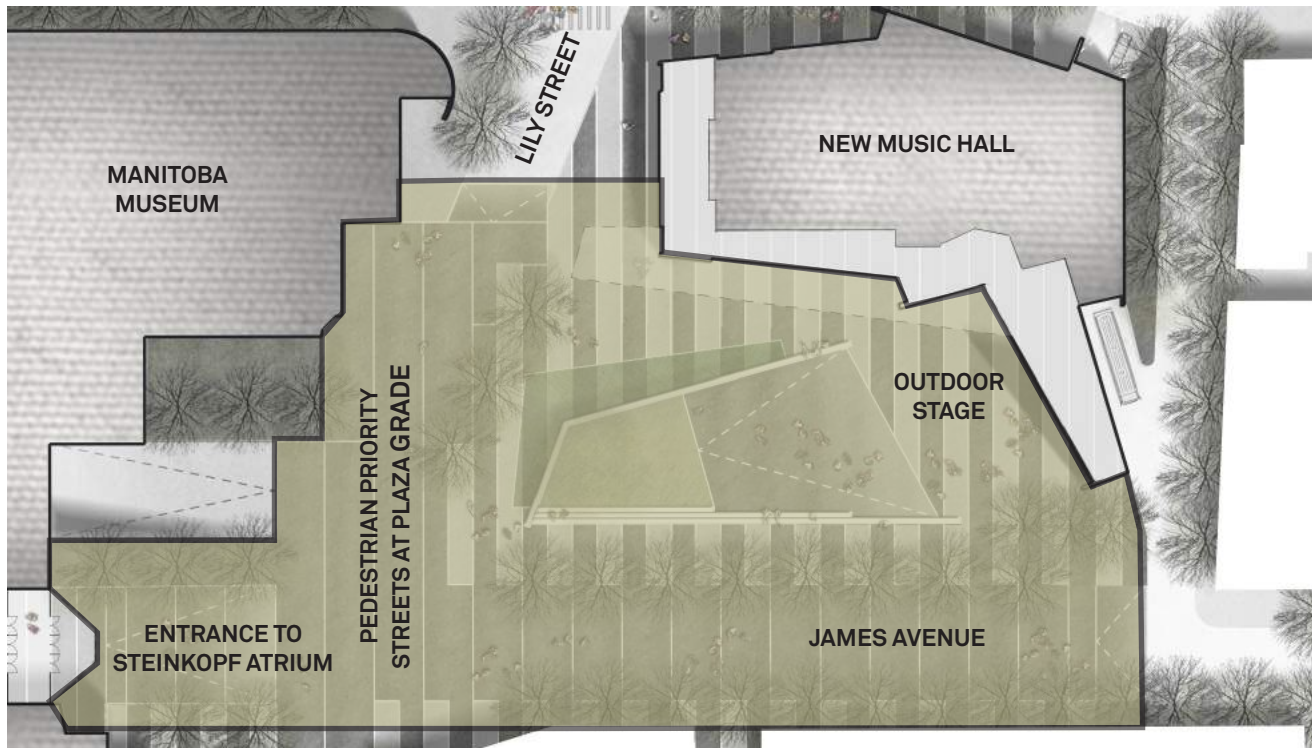 LILY STREET
NEW MUSIC HALL
MANITOBA
MUSEUM
OUTDOOR
STAGE
PEDESTRIAN PRIORITY
STREETS AT PLAZA GRADE
ENTRANCE TO
STEINKOPF ATRIUM
JAMES AVENUE